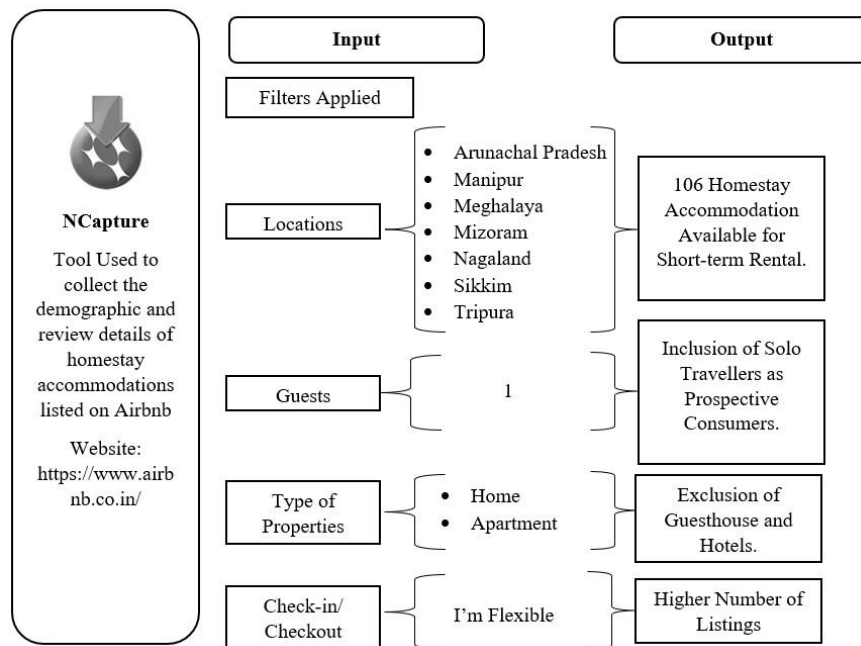 Input
Output
NCapture
Tool Used to
collect the
demographic and
review details of
homestay
accommodations
listed on Airbnb
Website:
https://www.airb
nb.co.in/
Filters Applied
Locations
• Arunachal Pradesh
• Manipur
• Meghalaya
• Mizoram
• Nagaland
• Sikkim
• Tripura
106 Homestay
Accommodation
Available for
Short-term Rental.
Guests
1
Inclusion of Solo
Travellers as
Prospective
Consumers.
Type of
Properties
• Home
• Apartment
Exclusion of
Guesthouse and
Hotels.
Check-in/
Checkout
I’m Flexible
Higher Number of
Listings